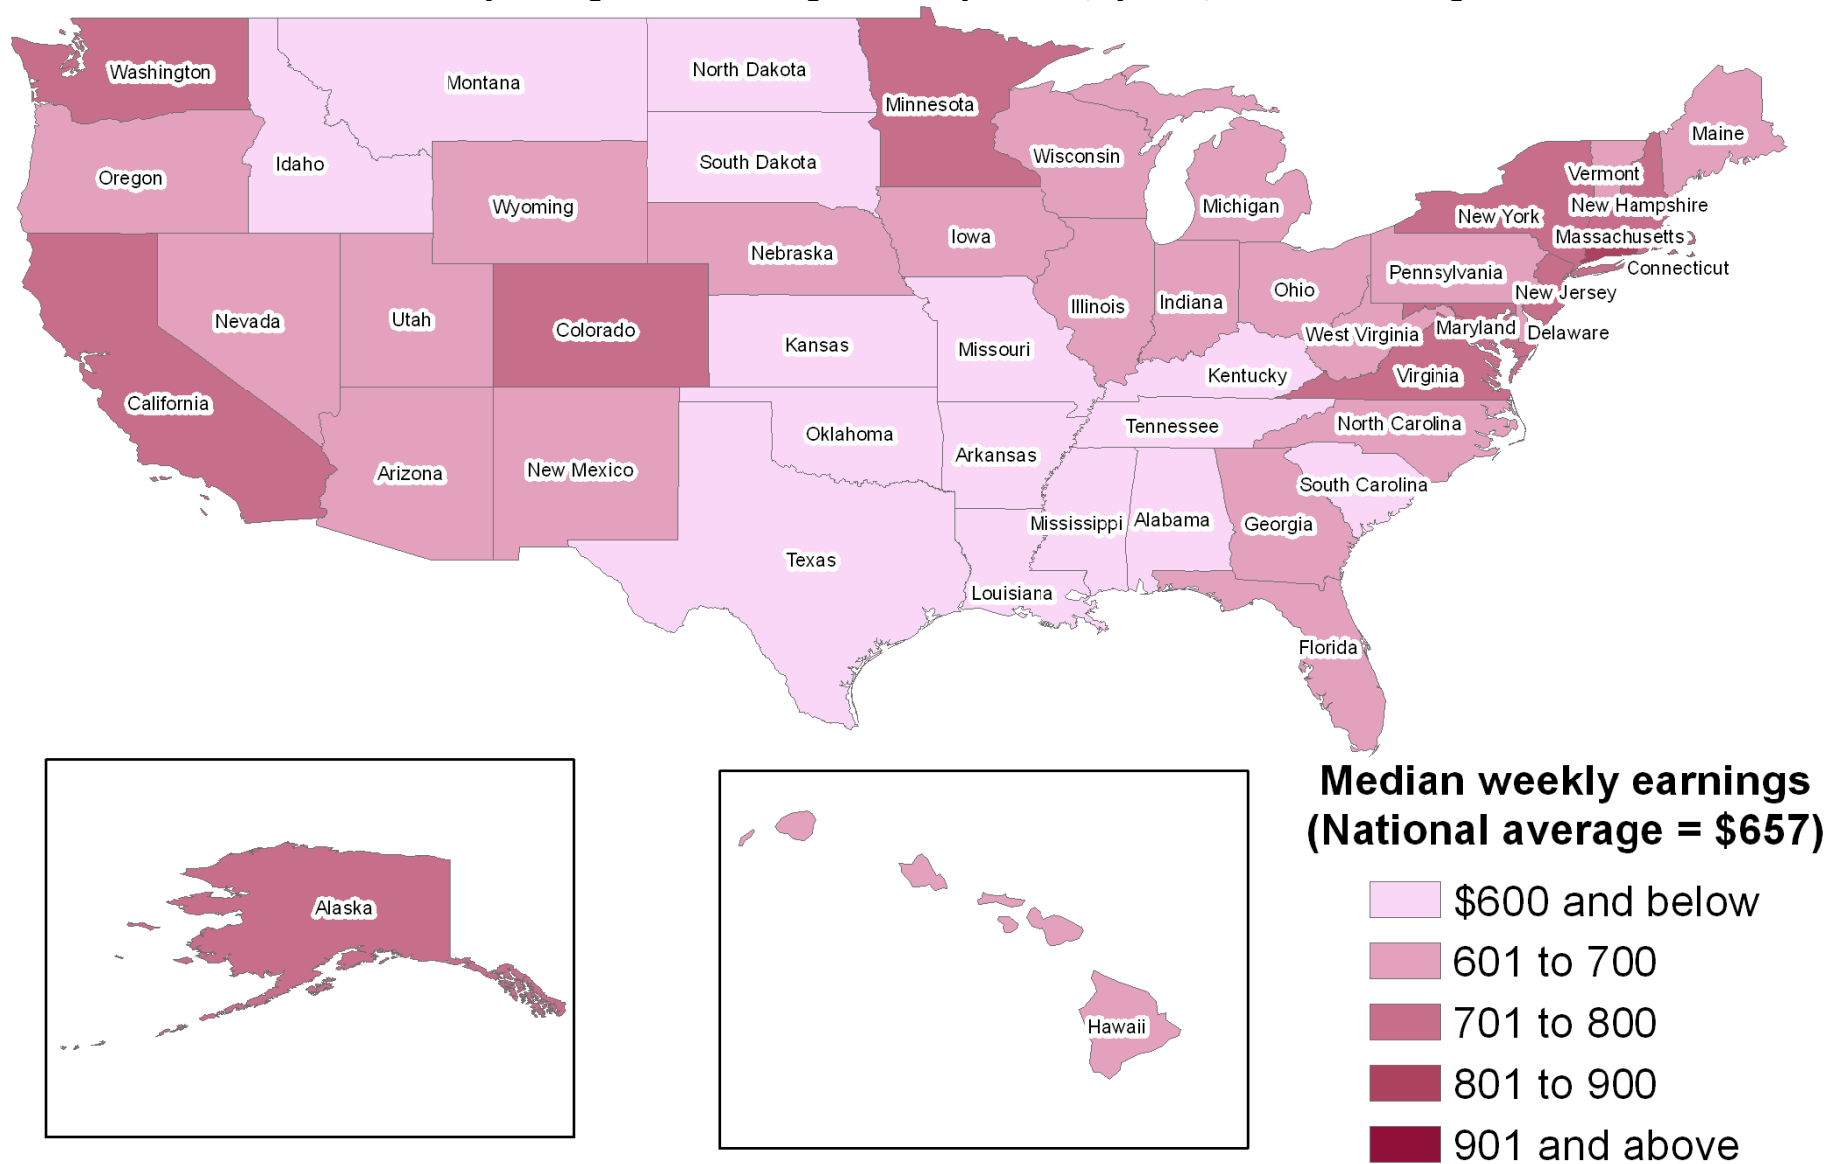 Washington
Montana
North Dakota
Minnesota
Maine
Wisconsin
South Dakota
Idaho
Oregon
Vermont
Wyoming
Michigan
New Hampshire
New York
Iowa
Massachusetts
Nebraska
Connecticut
Pennsylvania
Ohio
New Jersey
Illinois
Indiana
Utah
Nevada
Colorado
Maryland
Delaware
West Virginia
Kansas
Missouri
Kentucky
Virginia
California
North Carolina
Tennessee
Oklahoma
Arkansas
New Mexico
Arizona
South Carolina
Mississippi
Alabama
Georgia
Texas
Louisiana
Florida
Alaska
Hawaii
Median weekly earnings
(National average = $657)
$600 and below
601 to 700
701 to 800
801 to 900
901 and above